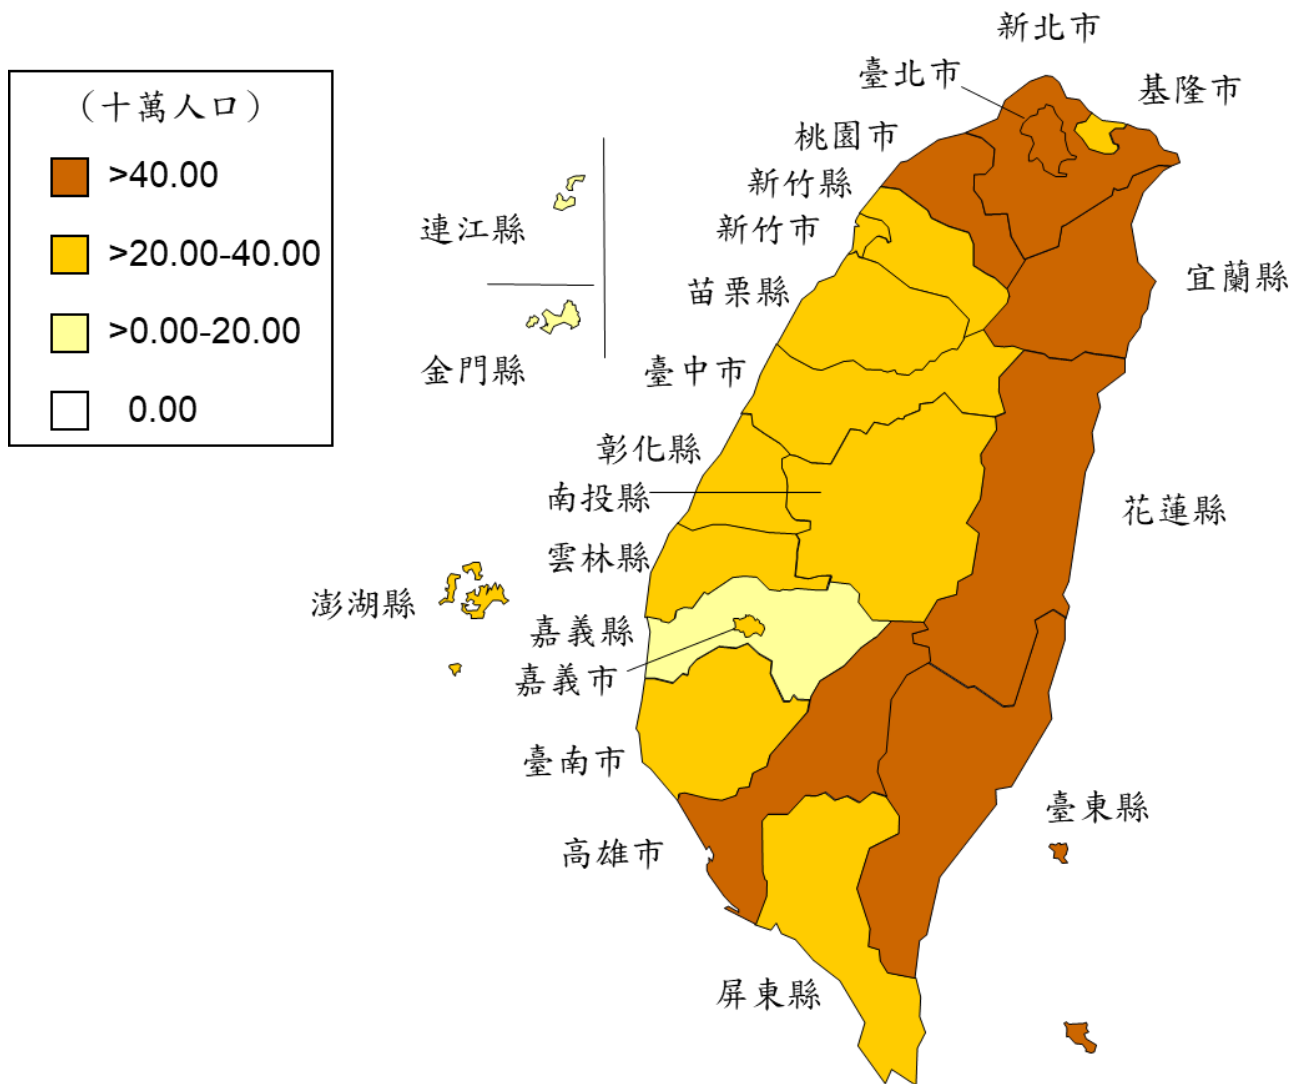 （十萬人口）
>40.00
>20.00-40.00
>0.00-20.00
0.00
新北市
臺北市
基隆市
桃園市
新竹縣
連江縣
新竹市
宜蘭縣
苗栗縣
金門縣
臺中市
彰化縣
南投縣
花蓮縣
雲林縣
澎湖縣
嘉義縣
嘉義市
臺南市
臺東縣
高雄市
屏東縣